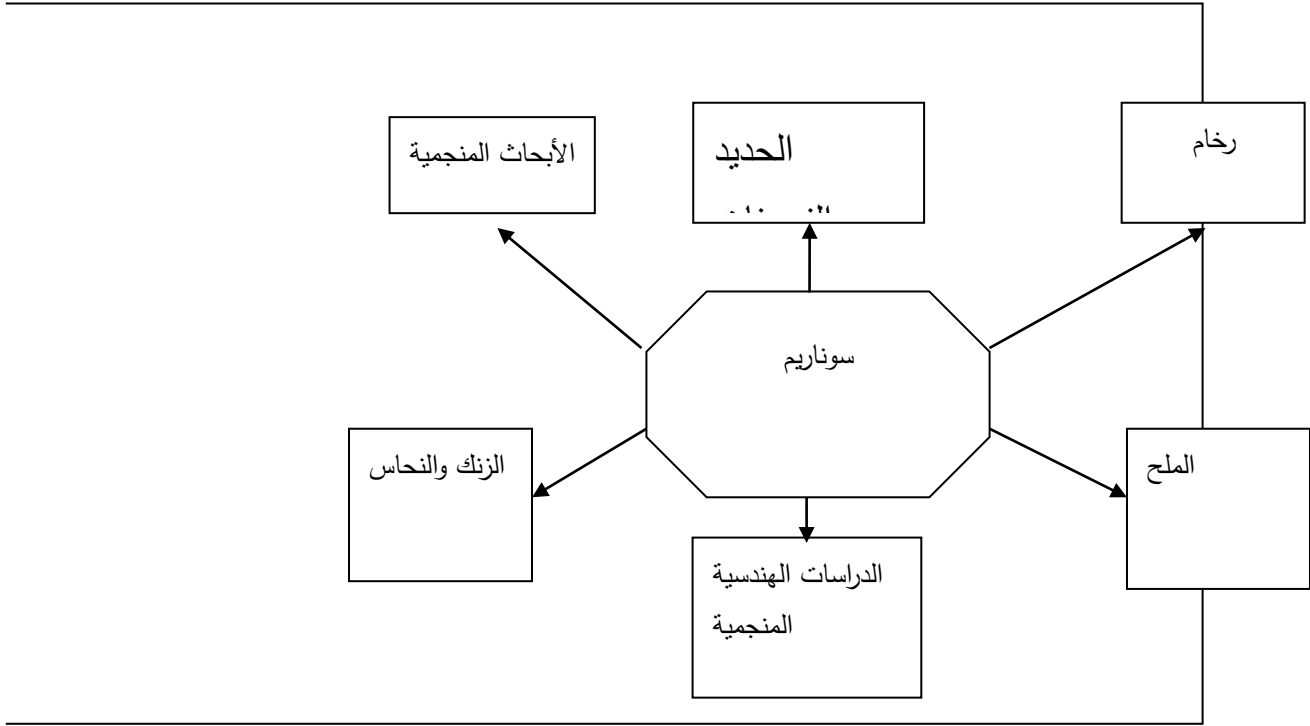 رخام
الحديد
الأبحاث المنجمية
سوناريم
الملح
الزنك والنحاس
الدراسات الهندسية
المنجمية